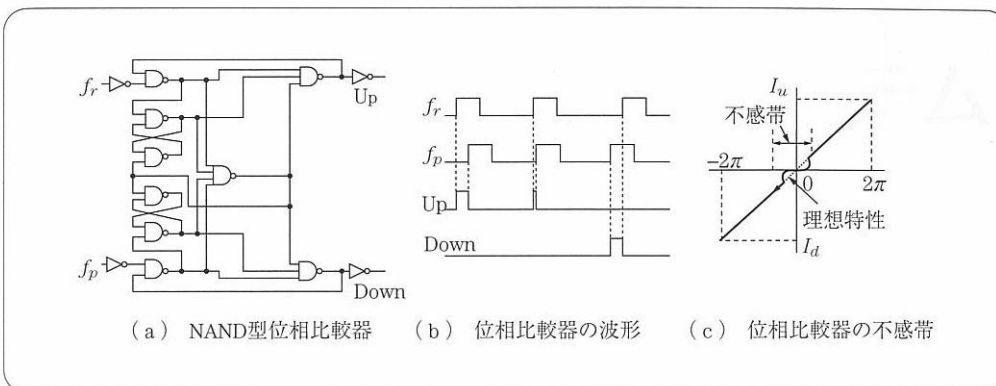 f_r
Up
f_p
Down
(a) NAND型位相比較器
f_r
f_p
Up
Down
(b) 位相比較器の波形
I_u
不感帯
−2π
0
2π
理想特性
I_d
(c) 位相比較器の不感帯